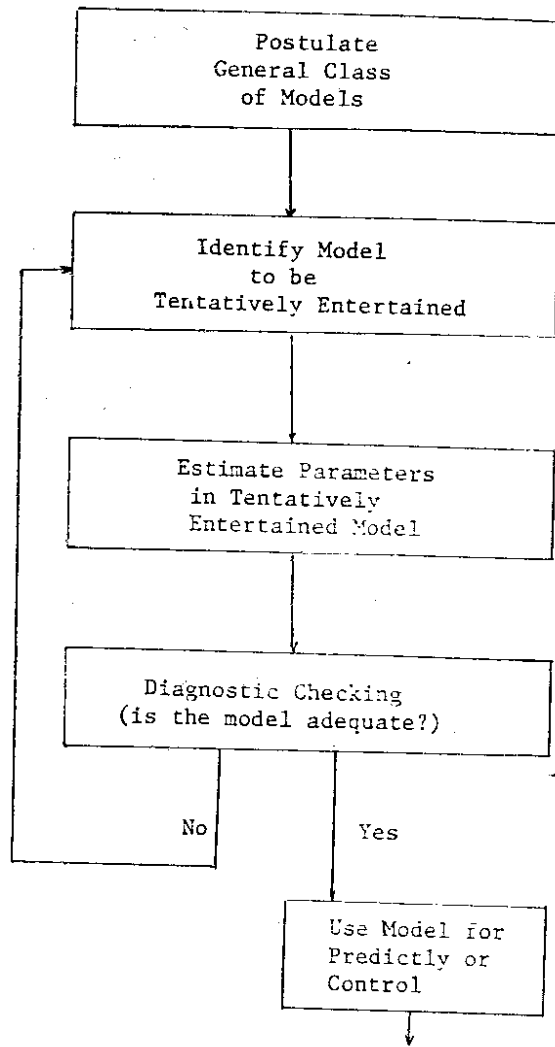 Postulate
General Class
of Models
Identify Model
to be
Tentatively Entertained
Estimate Parameters
in Tentatively
Entertained Model
Diagnostic Checking
(is the model adequate?)
No
Yes
Use Model for
Predictly or
Control